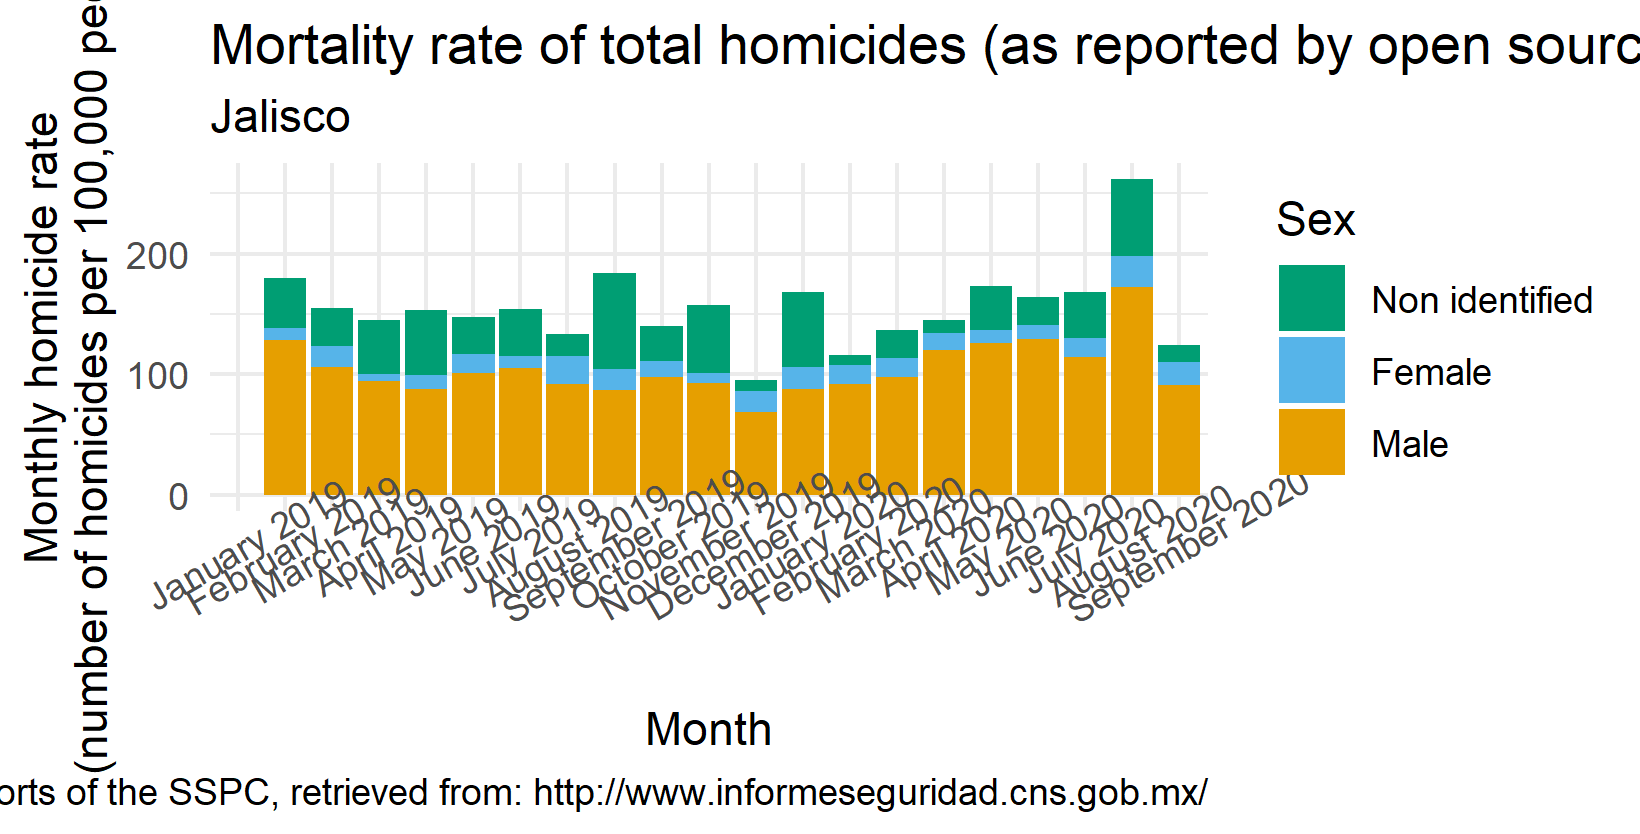 Mortality rate of total homicides (as reported by open sourc
Jalisco
Monthly homicide rate
(number of homicides per 100,000 pe
200
100
0
January 2019
February 2019
March 2019
April 2019
May 2019
June 2019
July 2019
August 2019
September 2019
October 2019
November 2019
December 2019
January 2020
February 2020
March 2020
April 2020
May 2020
June 2020
July 2020
August 2020
September 2020
Month
Sex
Non identified
Female
Male
orts of the SSPC, retrieved from: http://www.informeseguridad.cns.gob.mx/